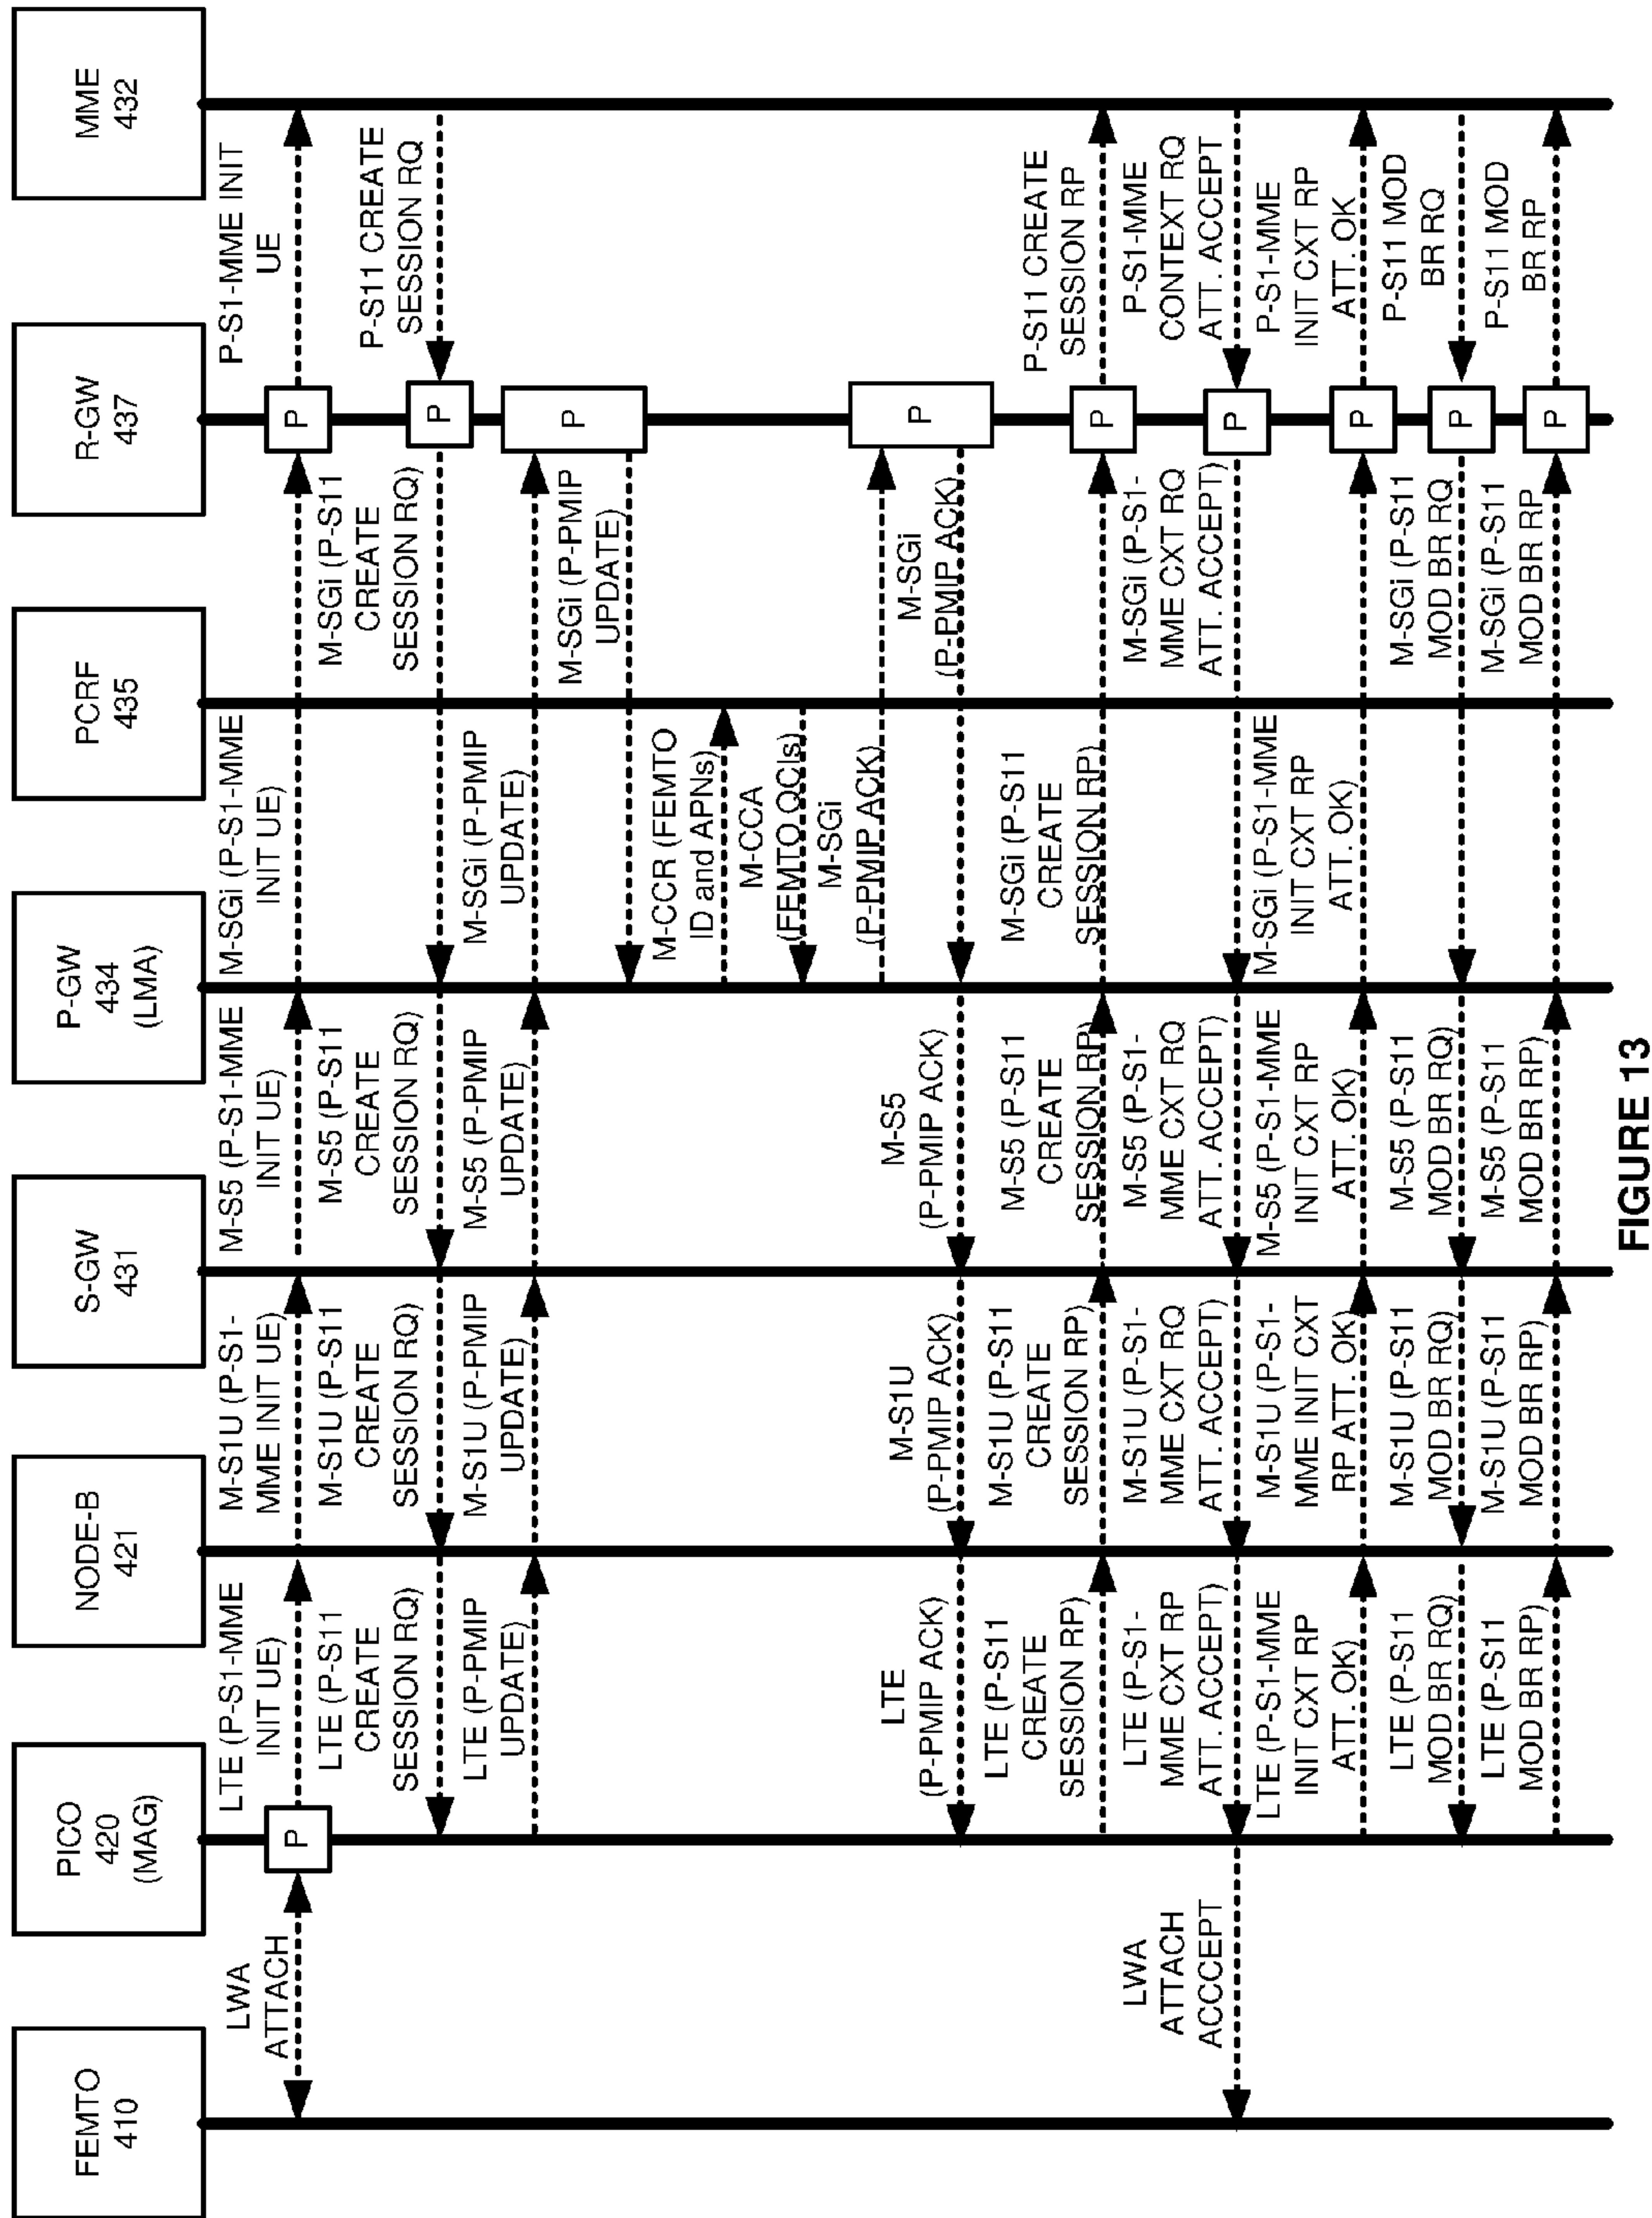 FEMTO
410
PICO
420
(MAG)
NODE-B
421
S-GW
431
P-GW
434
(LMA)
PCRF
435
R-GW
437
MME
432
LWA
ATTACH
P
LTE (P-S1-MME
INIT UE)
M-S1U (P-S1-
MME INIT UE)
M-S5 (P-S1-MME
INIT UE)
M-SGi (P-S1-MME
INIT UE)
P
P-S1-MME INIT
UE
LTE (P-S11
CREATE
SESSION RQ)
M-S1U (P-S11
CREATE
SESSION RQ)
M-S5 (P-S11
CREATE
SESSION RQ)
M-SGi (P-S11
CREATE
SESSION RQ)
P
P-S11 CREATE
SESSION RQ
LTE (P-PMIP
UPDATE)
M-S1U (P-PMIP
UPDATE)
M-S5 (P-PMIP
UPDATE)
M-SGi (P-PMIP
UPDATE)
P
M-SGi (P-PMIP
UPDATE)
M-CCR (FEMTO
ID and APNs)
M-CCA
(FEMTO QCIs)
M-SGi
(P-PMIP ACK)
P
LTE
(P-PMIP ACK)
M-S1U
(P-PMIP ACK)
M-S5
(P-PMIP ACK)
M-SGi
(P-PMIP ACK)
LTE (P-S11
CREATE
SESSION RP)
M-S1U (P-S11
CREATE
SESSION RP)
M-S5 (P-S11
CREATE
SESSION RP)
M-SGi (P-S11
CREATE
SESSION RP)
P
P-S11 CREATE
SESSION RP
LWA
ATTACH
ACCCEPT
LTE (P-S1-
MME CXT RP
ATT. ACCEPT)
M-S1U (P-S1-
MME CXT RQ
ATT. ACCEPT)
M-S5 (P-S1-
MME CXT RQ
ATT. ACCEPT)
M-SGi (P-S1-
MME CXT RQ
ATT. ACCEPT)
P
P-S1-MME
CONTEXT RQ
ATT. ACCEPT
LTE (P-S1-MME
INIT CXT RP
ATT. OK)
M-S1U (P-S1-
MME INIT CXT
RP ATT. OK)
M-S5 (P-S1-MME
INIT CXT RP
ATT. OK)
M-SGi (P-S1-MME
INIT CXT RP
ATT. OK)
P
P-S1-MME
INIT CXT RP
ATT. OK
LTE (P-S11
MOD BR RQ)
M-S1U (P-S11
MOD BR RQ)
M-S5 (P-S11
MOD BR RQ)
M-SGi (P-S11
MOD BR RQ
P
P-S11 MOD
BR RQ
LTE (P-S11
MOD BR RP)
M-S1U (P-S11
MOD BR RP)
M-S5 (P-S11
MOD BR RP)
M-SGi (P-S11
MOD BR RP
P
P-S11 MOD
BR RP
FIGURE 13